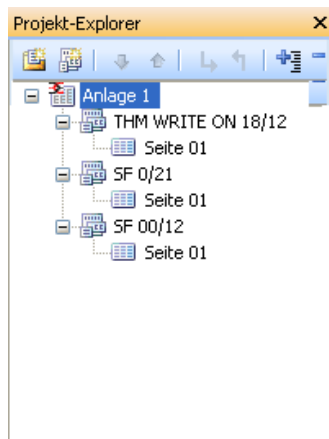 Projekt-Explorer
Anlage 1
THM WRITE ON 18/12
Seite 01
SF 0/21
Seite 01
SF 00/12
Seite 01